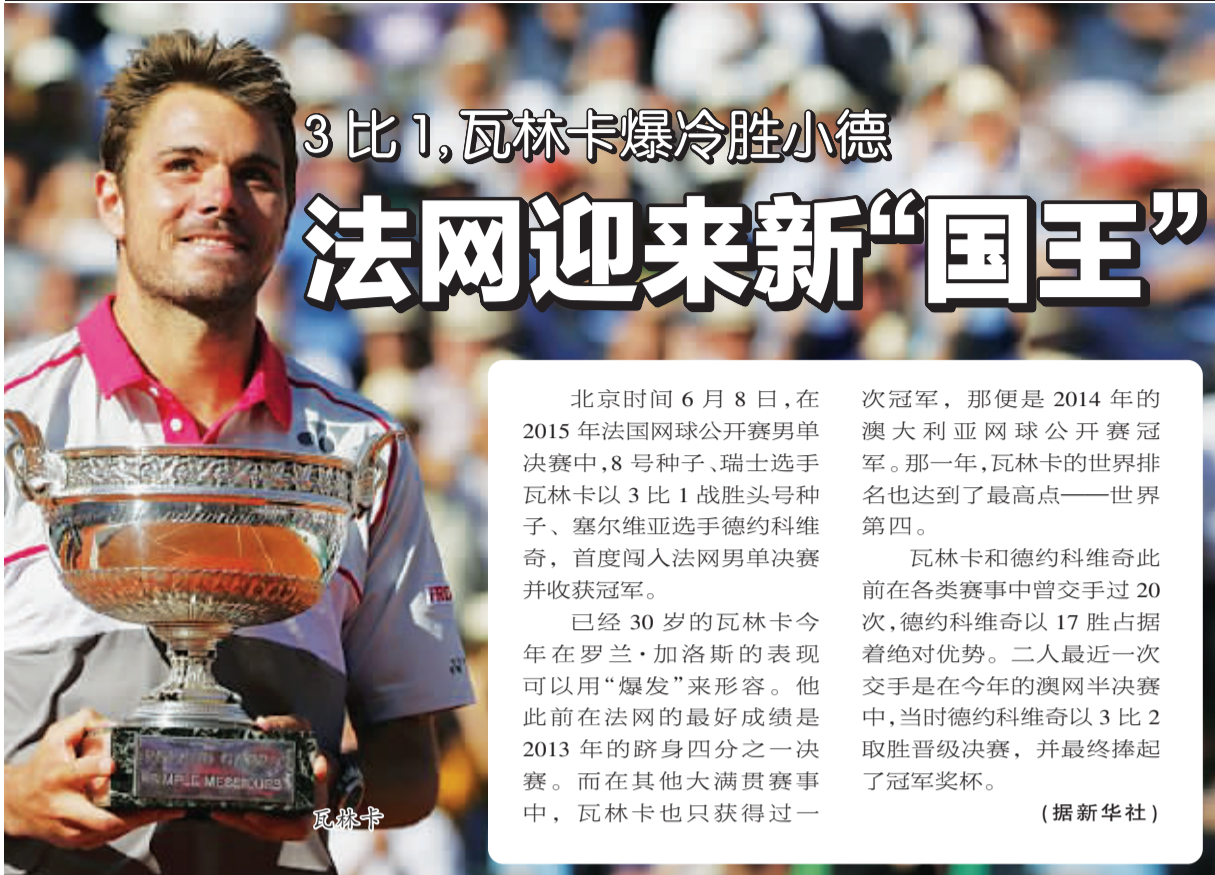 3比1,瓦林卡爆冷胜小德
法网迎来新“国王”
北京时间6月8日,在
2015年法国网球公开赛男单
决赛中,8号种子、瑞士选手
瓦林卡以3比1战胜头号种
子、塞尔维亚选手德约科维
奇，首度闯入法网男单决赛
并收获冠军。
已经30岁的瓦林卡今
年在罗兰·加洛斯的表现
可以用“爆发”来形容。他
此前在法网的最好成绩是
2013年的跻身四分之一决
赛。而在其他大满贯赛事
中，瓦林卡也只获得过一
次冠军，那便是2014年的
澳大利亚网球公开赛冠
军。那一年,瓦林卡的世界排
名也达到了最高点——世界
第四。
瓦林卡和德约科维奇此
前在各类赛事中曾交手过20
次,德约科维奇以17胜占据
着绝对优势。二人最近一次
交手是在今年的澳网半决赛
中,当时德约科维奇以3比2
取胜晋级决赛，并最终捧起
了冠军奖杯。
(据新华社)
瓦林卡
SIMPLE MESSIEURS